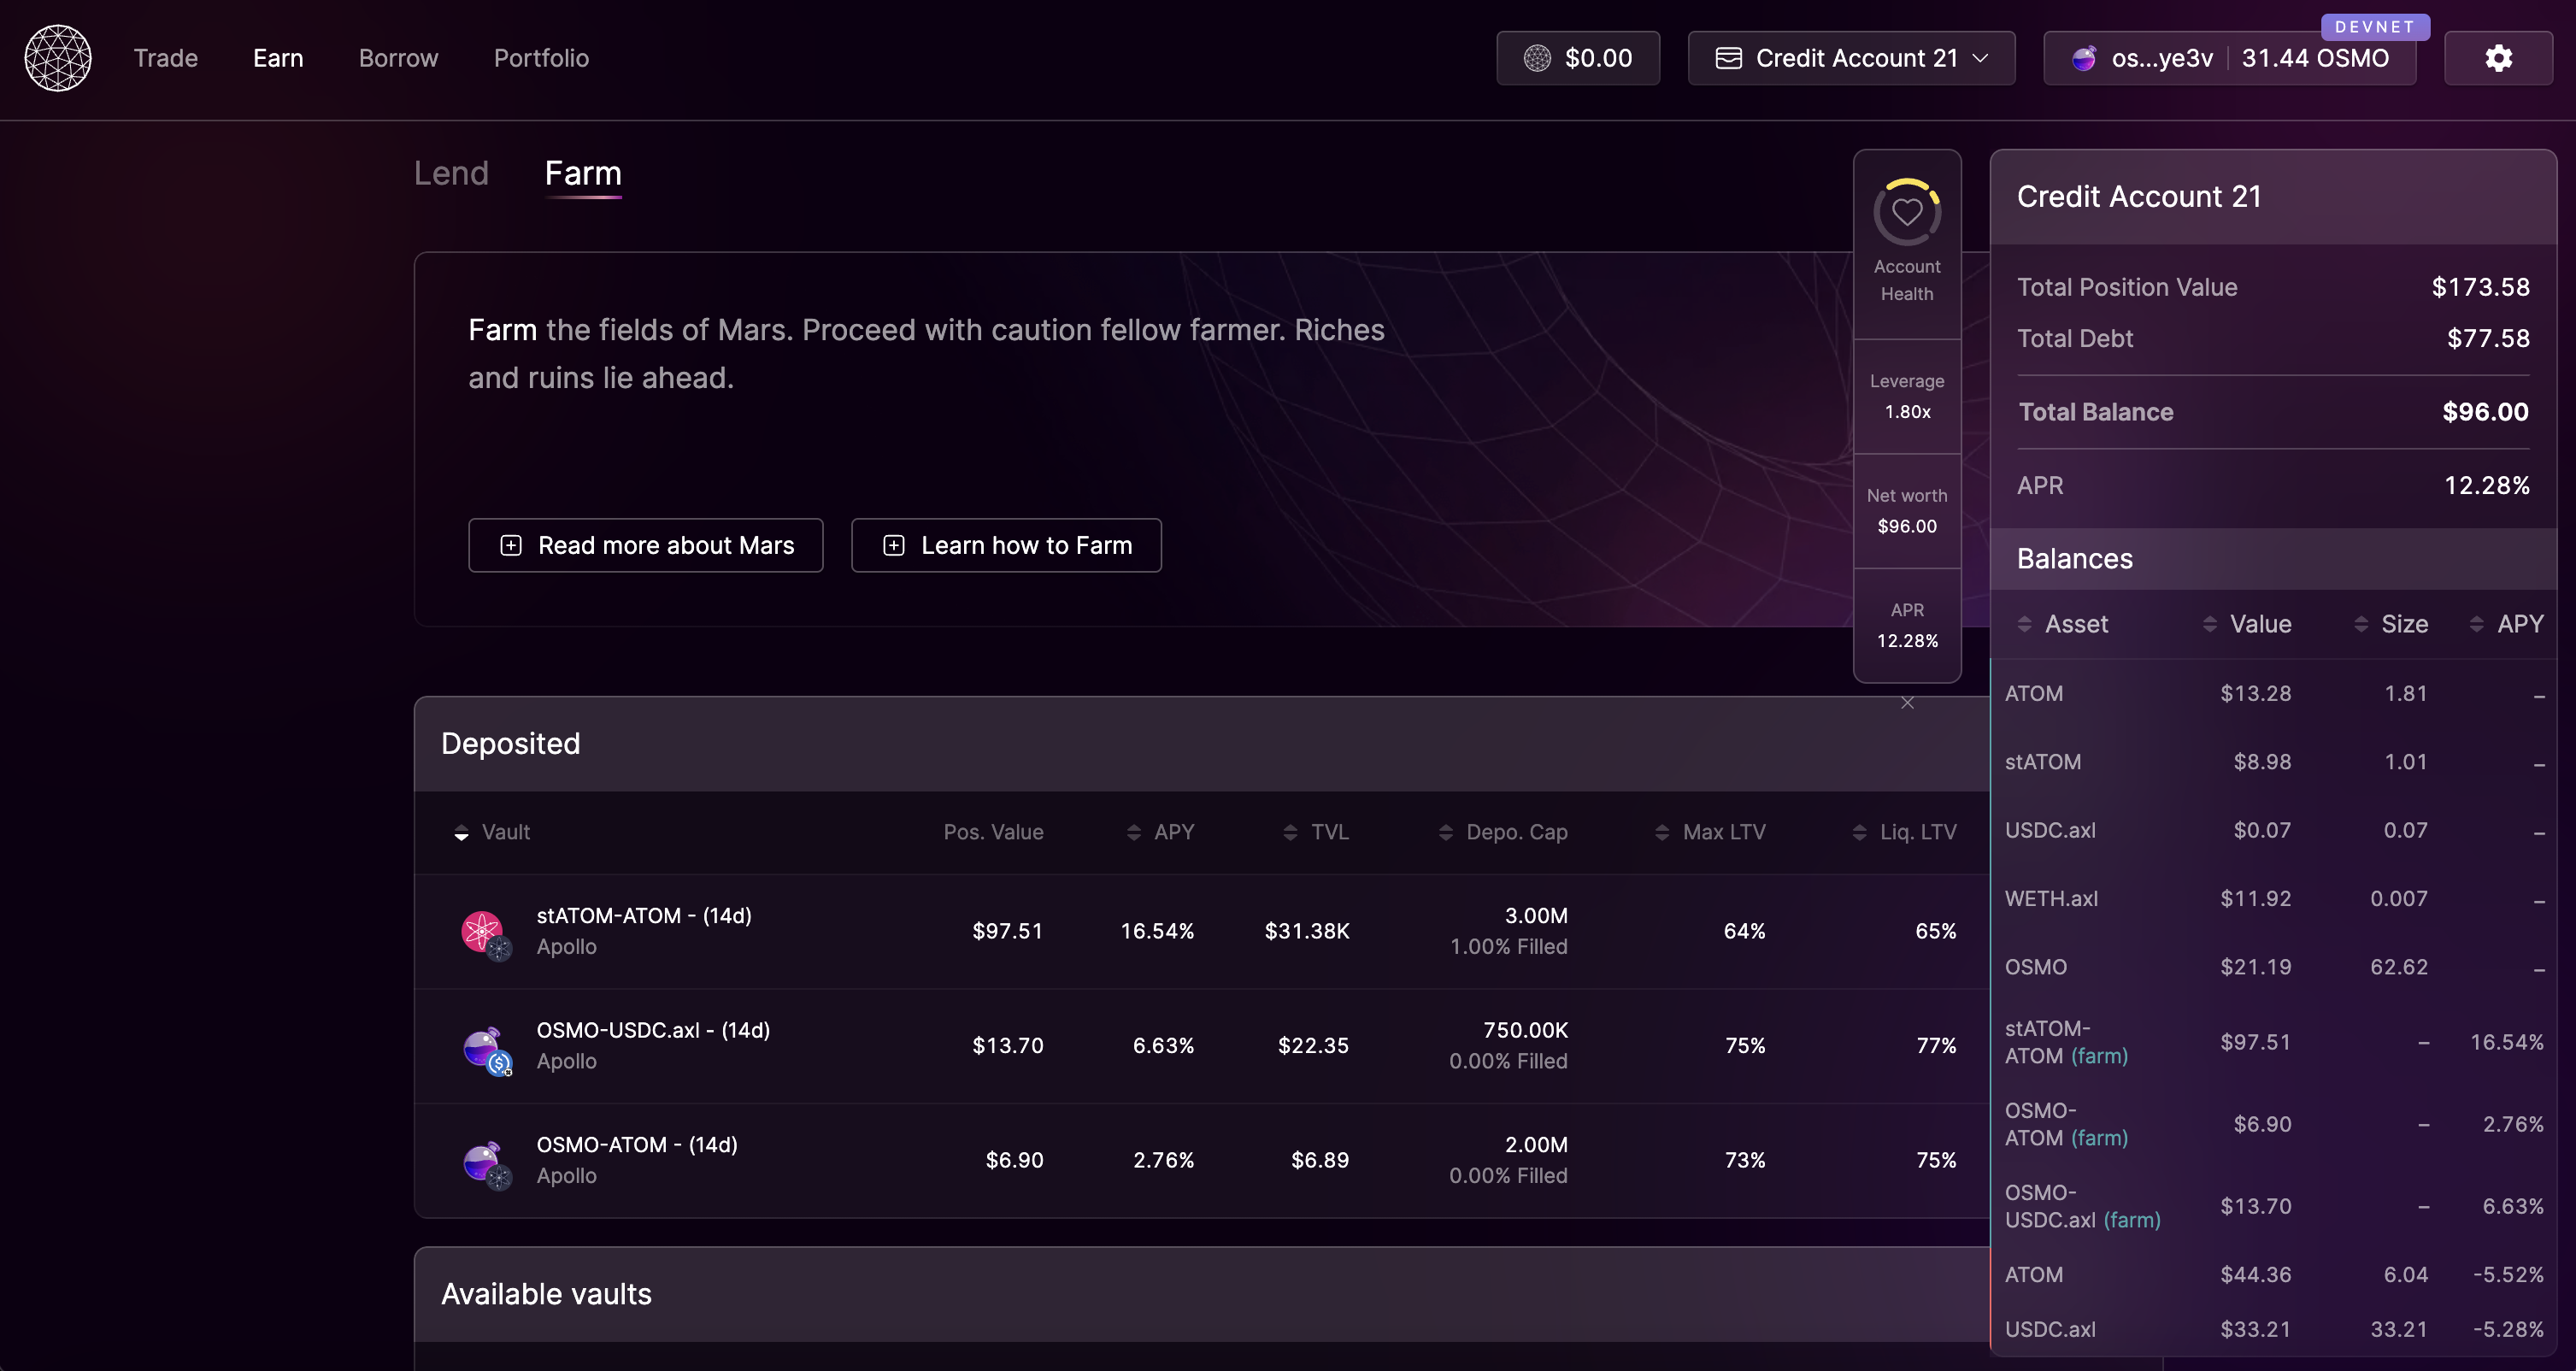 DEVNET
Trade Earn Borrow Portfolio $0.00 Credit Account 21 os...ye3v 31.44 OSMO
Lend Farm
Farm the fields of Mars. Proceed with caution fellow farmer. Riches
and ruins lie ahead.
Read more about Mars Learn how to Farm
Account
Health
Leverage
1.80x
Net worth
$96.00
APR
12.28%
Credit Account 21
Total Position Value $173.58
Total Debt $77.58
Total Balance $96.00
APR 12.28%
Balances
Asset Value Size APY
ATOM $13.28 1.81 –
stATOM $8.98 1.01 –
USDC.axl $0.07 0.07 –
WETH.axl $11.92 0.007 –
OSMO $21.19 62.62 –
stATOM-
ATOM (farm) $97.51 – 16.54%
OSMO-
ATOM (farm) $6.90 – 2.76%
OSMO-
USDC.axl (farm) $13.70 – 6.63%
ATOM $44.36 6.04 -5.52%
USDC.axl $33.21 33.21 -5.28%
Deposited
Vault Pos. Value APY TVL Depo. Cap Max LTV Liq. LTV
stATOM-ATOM - (14d) $97.51 16.54% $31.38K 3.00M 64% 65%
Apollo 1.00% Filled
OSMO-USDC.axl - (14d) $13.70 6.63% $22.35 750.00K 75% 77%
Apollo 0.00% Filled
OSMO-ATOM - (14d) $6.90 2.76% $6.89 2.00M 73% 75%
Apollo 0.00% Filled
Available vaults